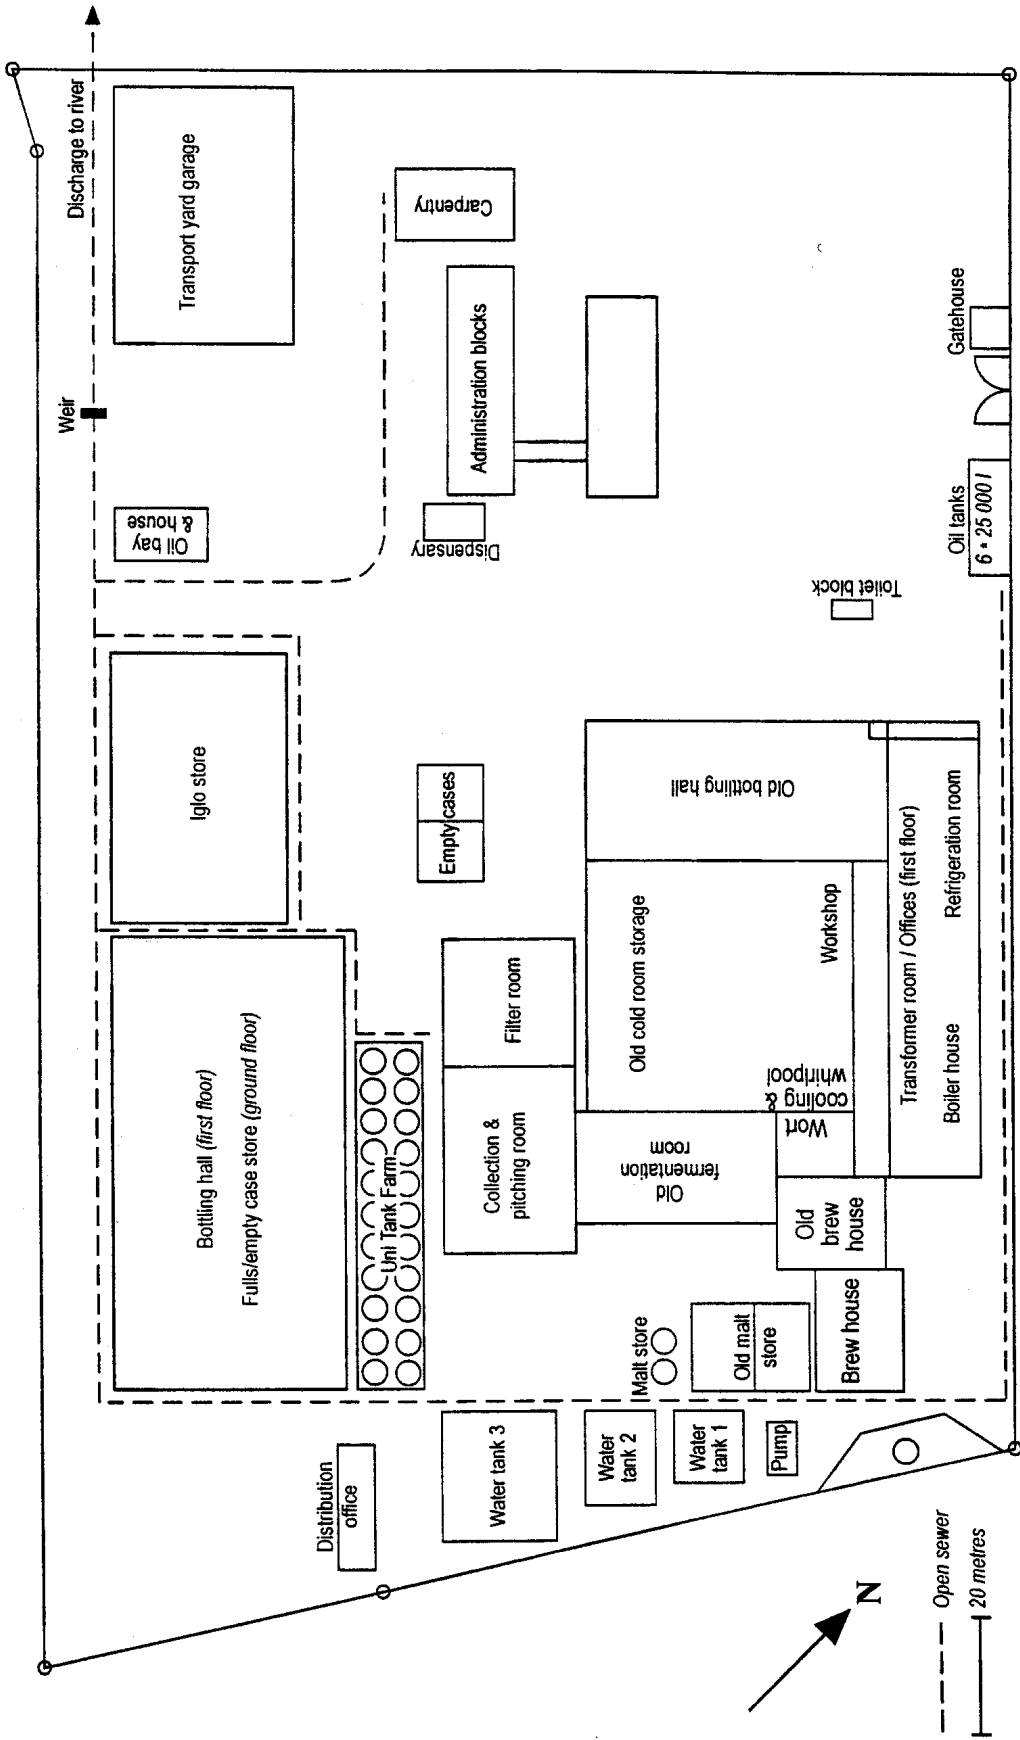 Discharge to river
Weir
Transport yard garage
Carpentry
Oil bay
& house
Administration blocks
Dispensary
Gatehouse
Oil tanks
6 * 25 000 l
Toilet block
Iglo store
Empty cases
Old bottling hall
Bottling hall (first floor)
Fulls/empty case store (ground floor)
Uni Tank Farm
Filter room
Collection &
pitching room
Old cold room storage
Workshop
Transformer room / Offices (first floor)
Refrigeration room
Boiler house
Wort
cooling &
whirlpool
Old
fermentation
room
Old
brew
house
Brew house
Malt store
Old malt
store
Distribution
office
Water tank 3
Water
tank 2
Water
tank 1
Pump
N
Open sewer
20 metres